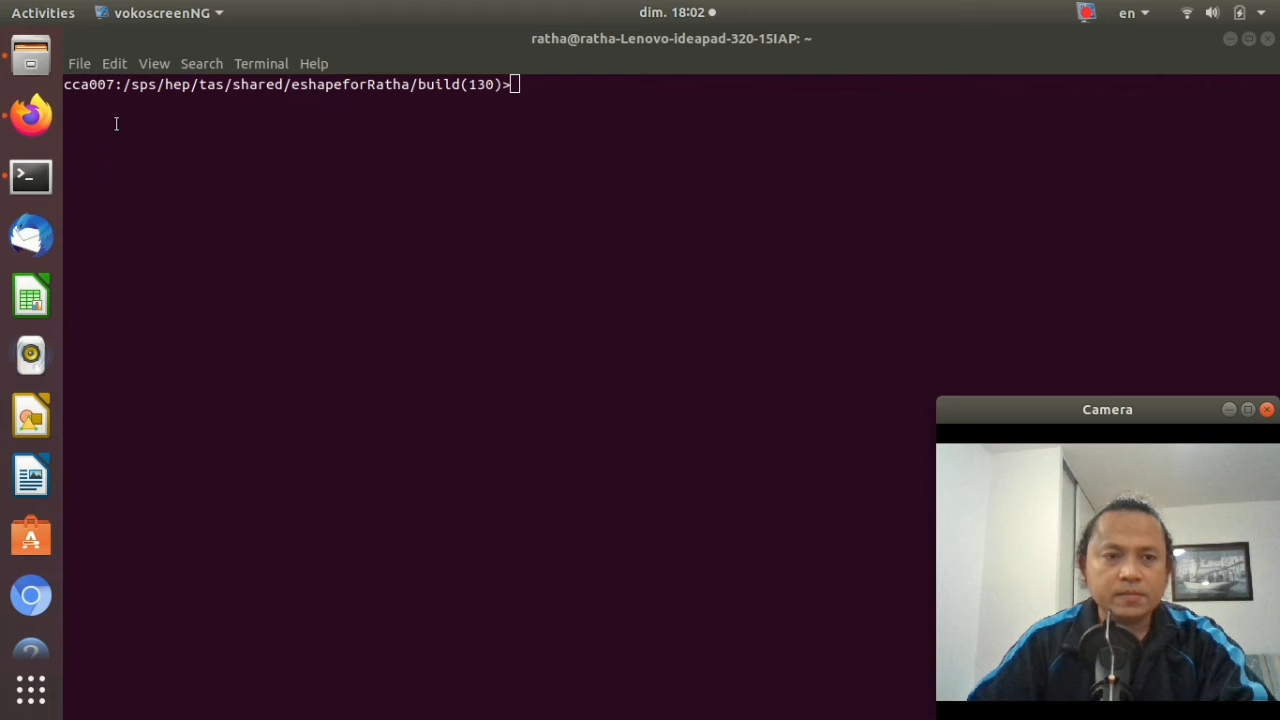 Activities vokoscreenNG dim. 18:02 en
ratha@ratha-Lenovo-ideapad-320-15IAP: ~
File Edit View Search Terminal Help
cca007:/sps/hep/tas/shared/eshapeforRatha/build(130)>
Camera